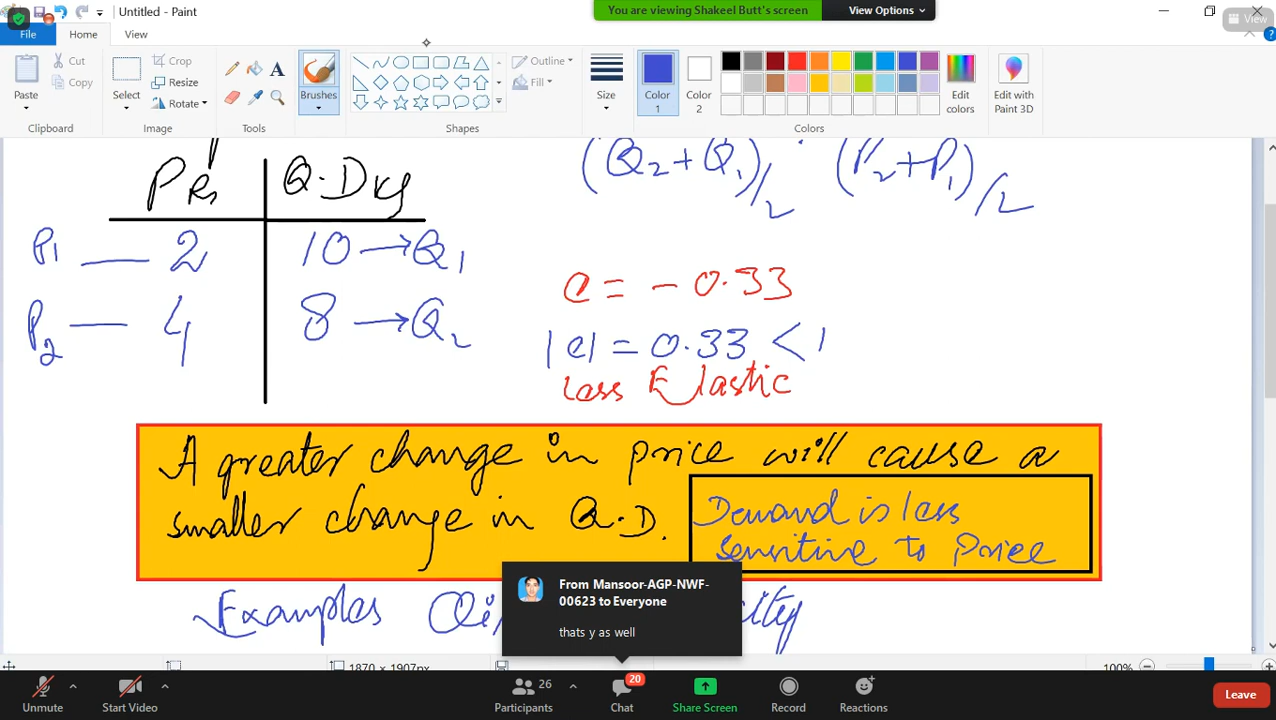 Untitled - Paint
You are viewing Shakeel Butt's screen
View Options
View
File
Home
View
Paste
Cut
Copy
Clipboard
Select
Crop
Resize
Rotate
Image
Tools
Brushes
Shapes
Outline
Fill
Size
Color 1
Color 2
Edit colors
Edit with Paint 3D
Colors
P Rs Q.D Kg
P1 — 2 10 → Q1
P2 — 4 8 → Q2
(Q2+Q1)/2 (P2+P1)/2
e = - 0.33
|e| = 0.33 < 1
Less Elastic
A greater change in price will cause a
smaller change in Q.D.
Demand is less
sensitive to Price
Examples
From Mansoor-AGP-NWF-
00623 to Everyone
thats y as well
1870 × 1907px
100%
Unmute
Start Video
26
Participants
20
Chat
Share Screen
Record
Reactions
Leave